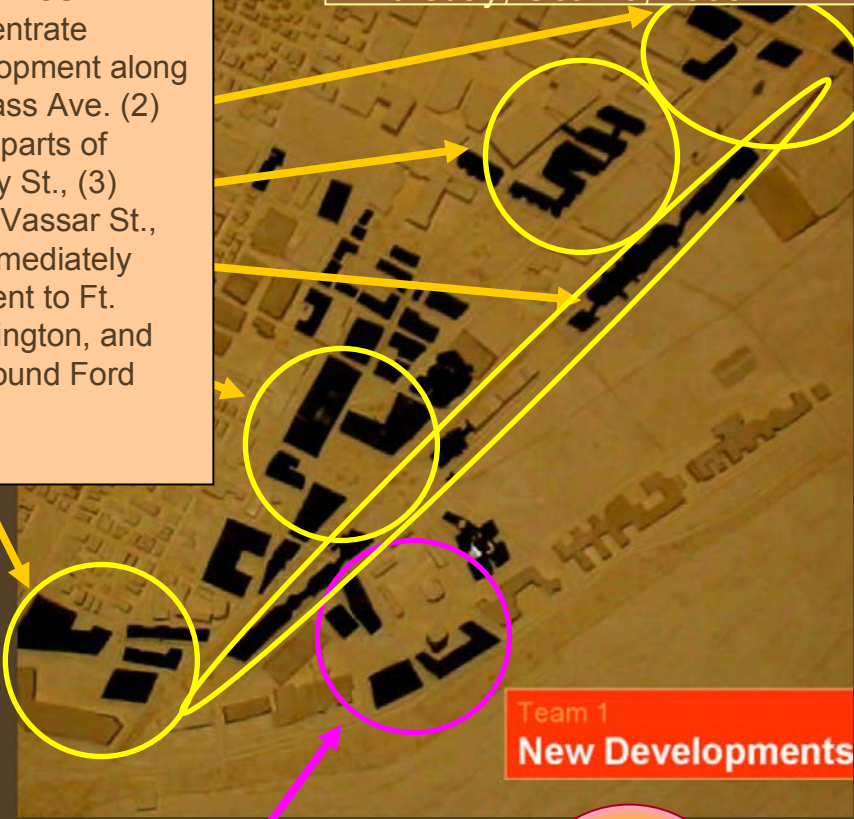 entrate
opment along
ass Ave. (2)
parts of
y St., (3)
Vassar St.,
mediately
ent to Ft.
ington, and
ound Ford
Team 1
New Developments